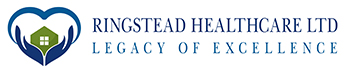 RINGSTEAD HEALTHCARE LTD
LEGACY OF EXCELLENCE